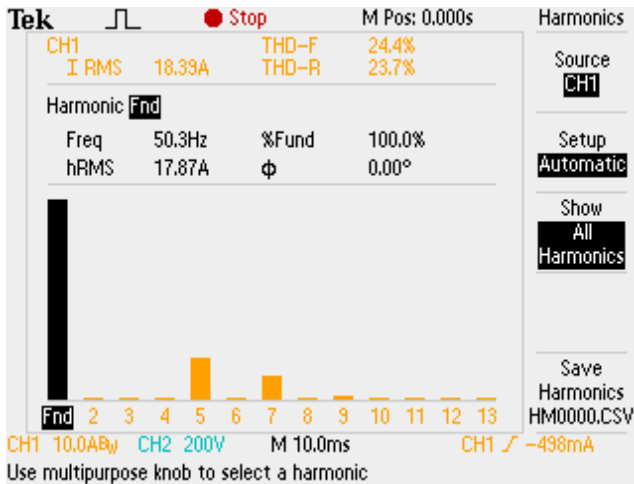 Tek Stop M Pos: 0.000s Harmonics
CH1 THD-F 24.4%
I RMS 18.39A THD-R 23.7%
Source
CH1
Harmonic Fnd
Freq 50.3Hz %Fund 100.0%
hRMS 17.87A ϕ 0.00°
Setup
Automatic
Show
All
Harmonics
Save
Harmonics
HM0000.CSV
Fnd 2 3 4 5 6 7 8 9 10 11 12 13
CH1 10.0ABW CH2 200V M 10.0ms CH1 -498mA
Use multipurpose knob to select a harmonic